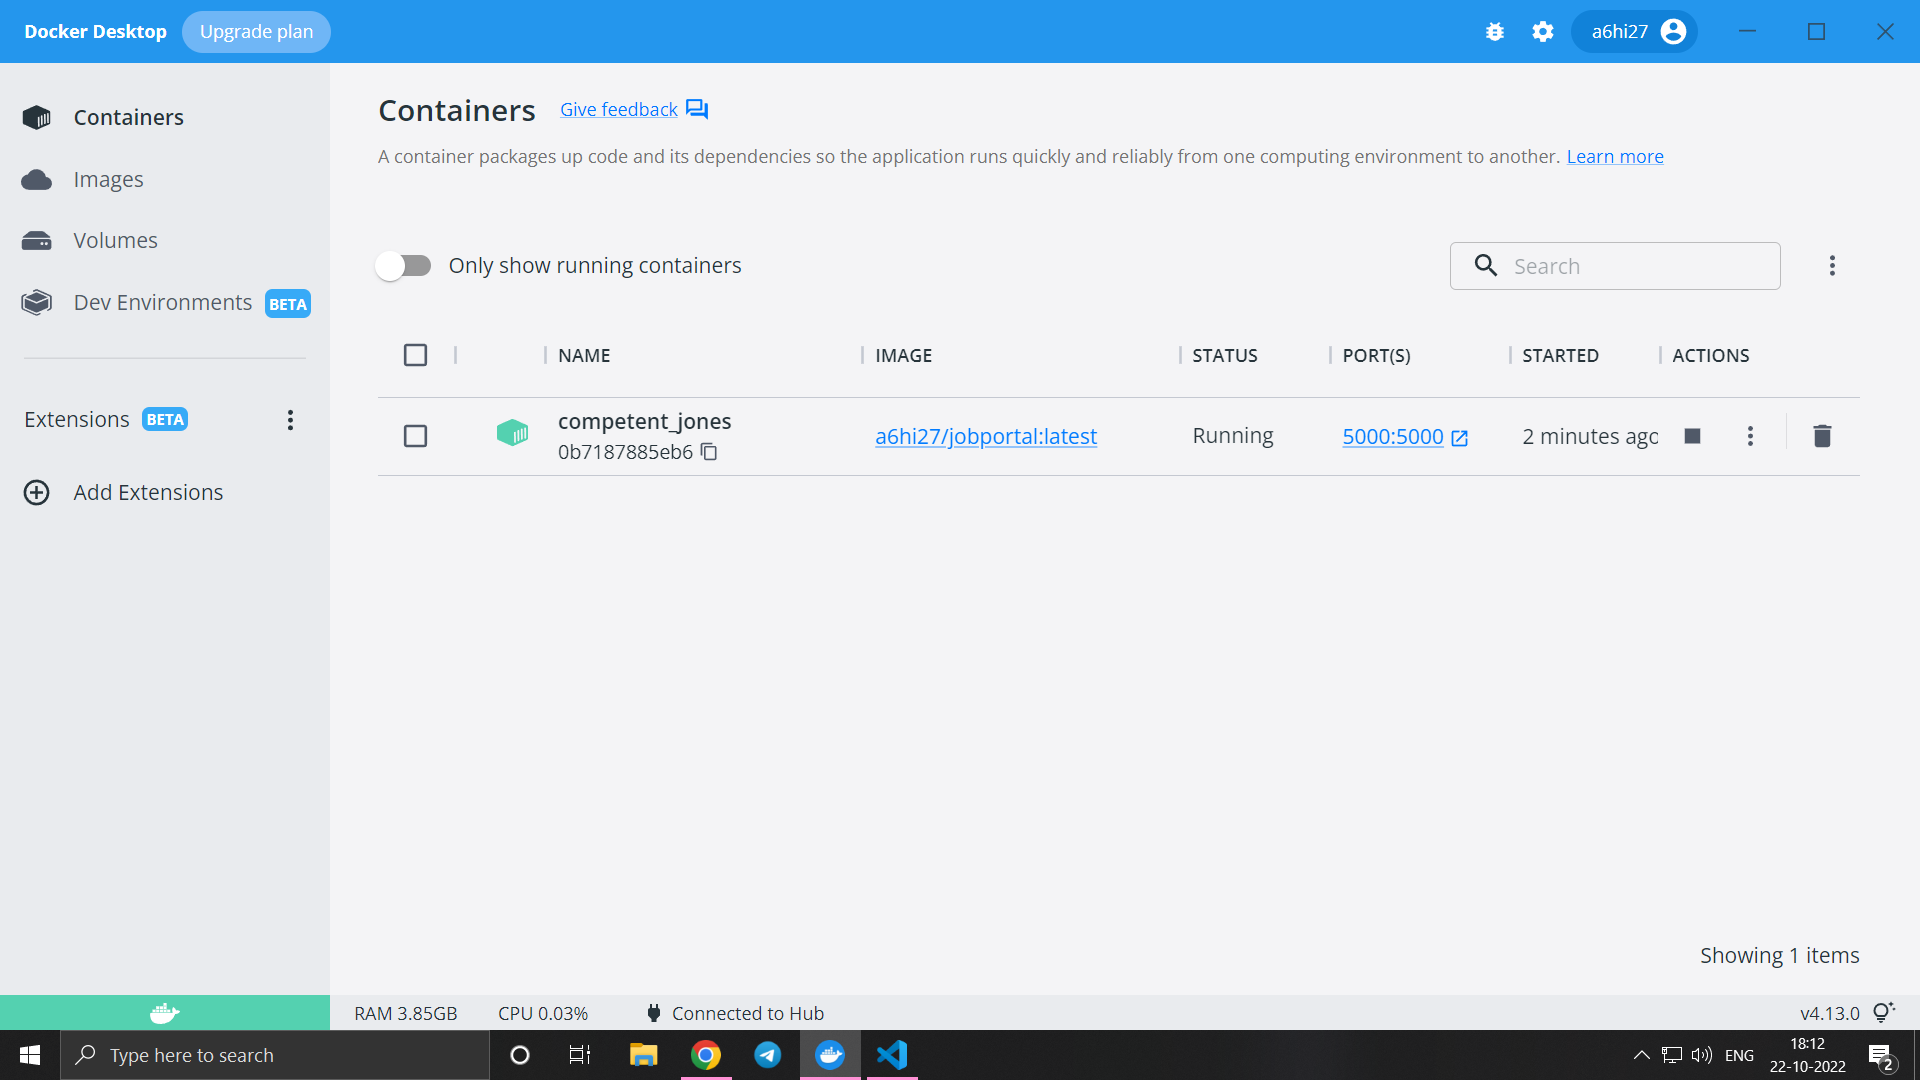 Docker Desktop Upgrade plan a6hi27
Containers
Images
Volumes
Dev Environments BETA
Extensions BETA
Add Extensions
Containers Give feedback
A container packages up code and its dependencies so the application runs quickly and reliably from one computing environment to another. Learn more
Only show running containers Search
NAME IMAGE STATUS PORT(S) STARTED ACTIONS
competent_jones
0b7187885eb6 a6hi27/jobportal:latest Running 5000:5000 2 minutes ago
Showing 1 items
RAM 3.85GB CPU 0.03% Connected to Hub v4.13.0
Type here to search ENG 18:12
22-10-2022 2